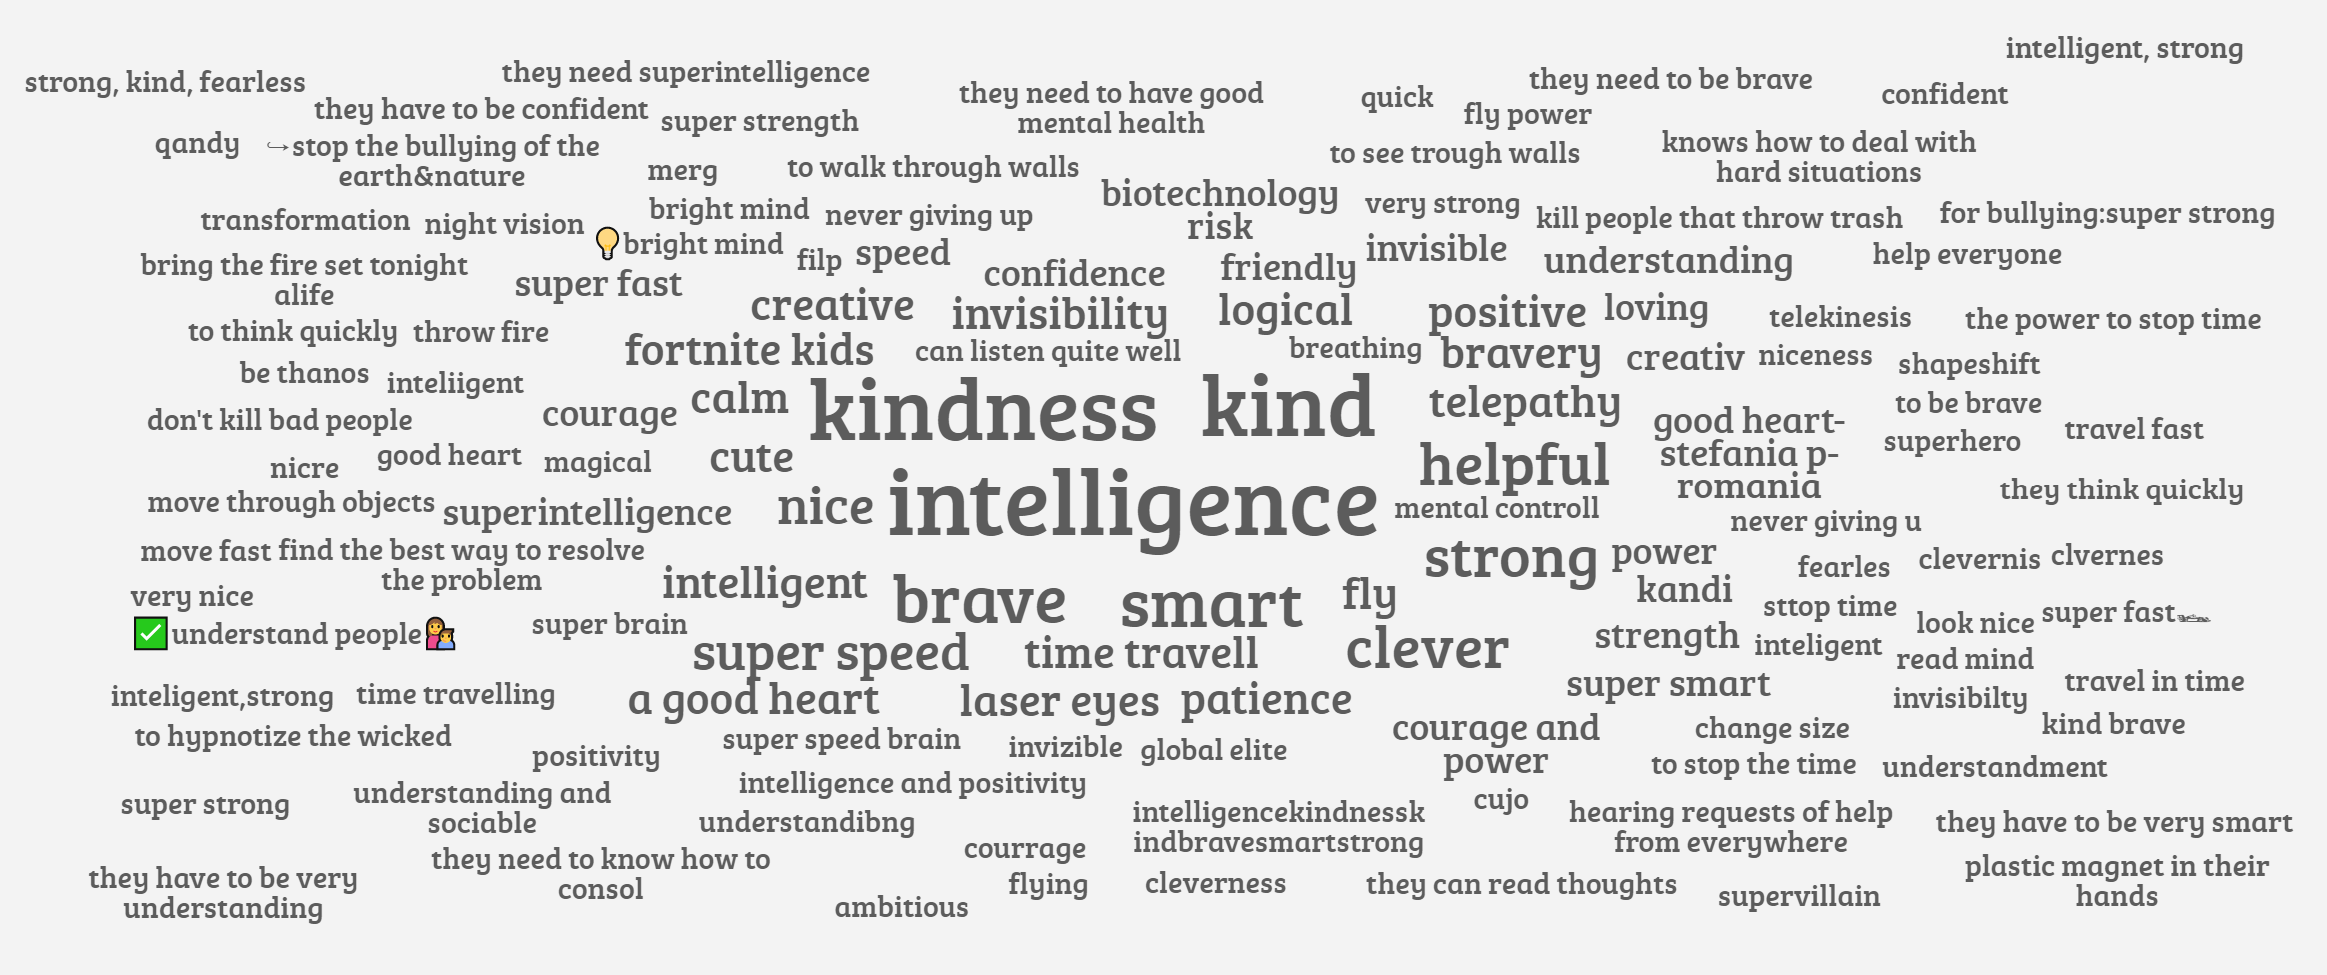 intelligent, strong
strong, kind, fearless
they need superintelligence
they need to have good
mental health
quick
they need to be brave
confident
they have to be confident
super strength
fly power
qandy
↪stop the bullying of the
earth&nature
merg
to walk through walls
to see trough walls
knows how to deal with
hard situations
biotechnology
transformation
night vision
bright mind
never giving up
risk
very strong
kill people that throw trash
for bullying:super strong
💡bright mind
filp
speed
invisible
understanding
help everyone
bring the fire set tonight
alife
super fast
confidence
friendly
creative
invisibility
logical
positive
loving
telekinesis
the power to stop time
to think quickly
throw fire
fortnite kids
can listen quite well
breathing
bravery
creativ
niceness
shapeshift
be thanos
inteliigent
courage
calm
kindness
kind
telepathy
good heart-
stefania p-
romania
to be brave
don't kill bad people
superhero
travel fast
nicre
good heart
magical
cute
helpful
move through objects
superintelligence
nice
intelligence
mental controll
never giving u
they think quickly
move fast
find the best way to resolve
the problem
strong
power
fearles
clevernis
clvernes
very nice
intelligent
brave
smart
fly
kandi
sttop time
look nice
super fast🏎
✅understand people👩‍👦
super brain
super speed
time travell
clever
strength
inteligent
read mind
inteligent,strong
time travelling
a good heart
laser eyes
patience
super smart
invisibilty
travel in time
to hypnotize the wicked
positivity
super speed brain
invizible
global elite
courage and
power
change size
kind brave
intelligence and positivity
to stop the time
understandment
super strong
understanding and
sociable
understandibng
intelligencekindnessk
indbravesmartstrong
cujo
hearing requests of help
from everywhere
they have to be very smart
they have to be very
understanding
they need to know how to
consol
courrage
flying
cleverness
they can read thoughts
plastic magnet in their
hands
ambitious
supervillain